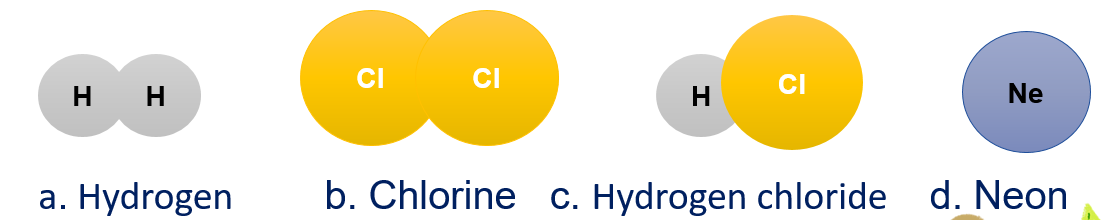 H H Cl Cl H Cl Ne
a. Hydrogen b. Chlorine c. Hydrogen chloride d. Neon